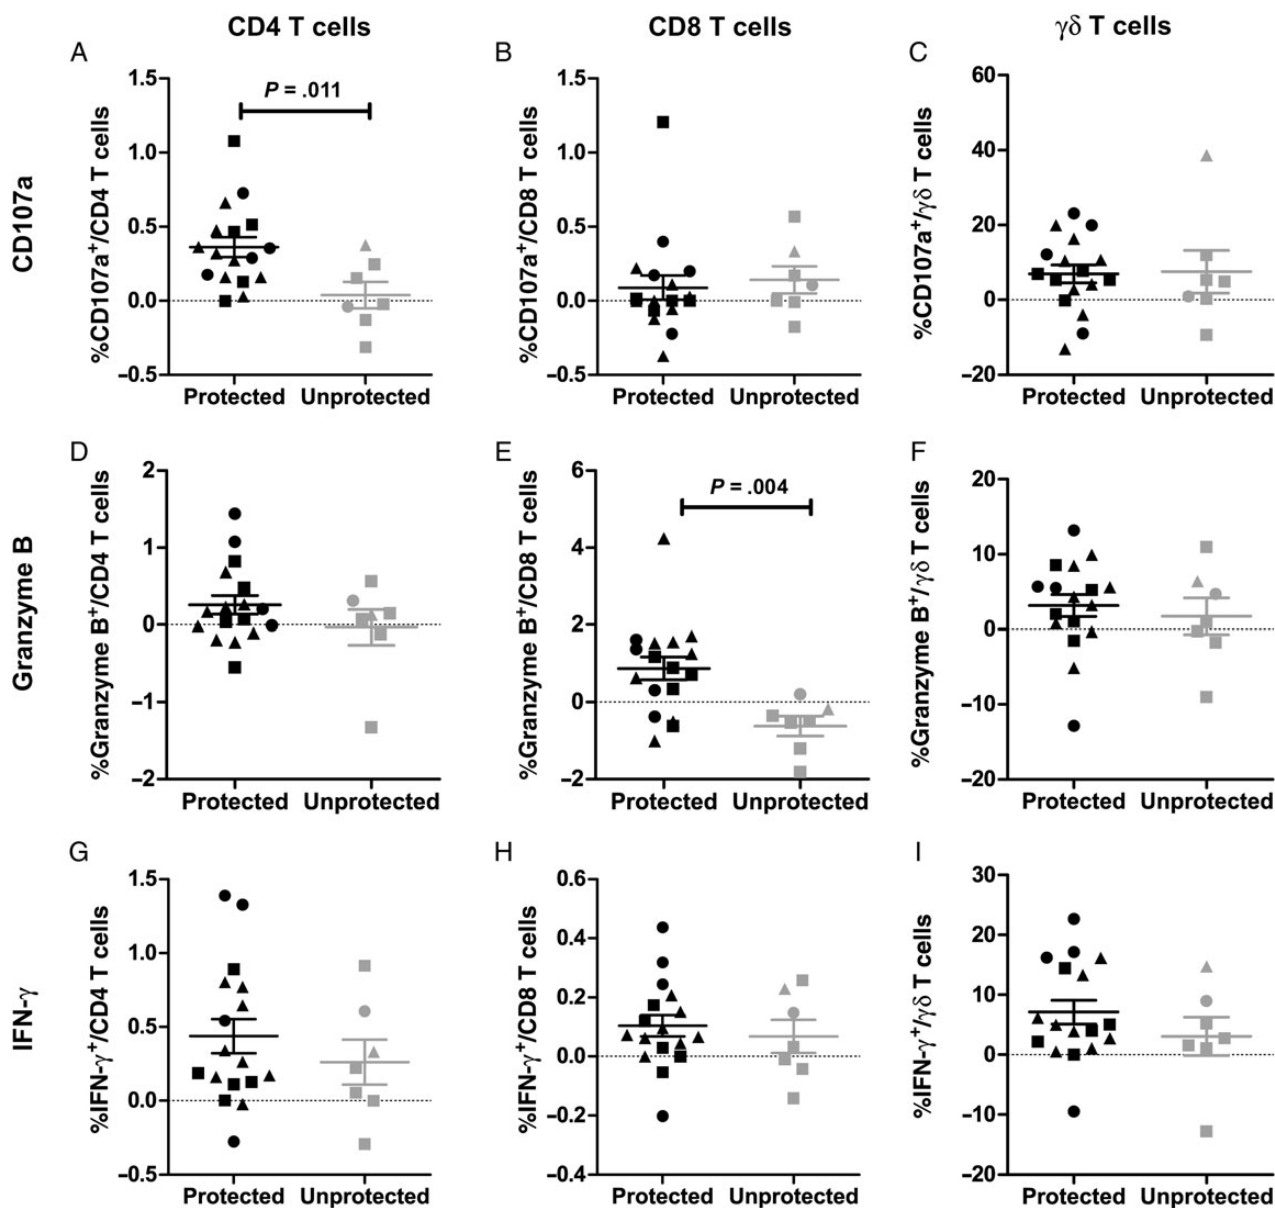 CD4 T cells
CD8 T cells
γδ T cells
CD107a
A
%CD107a⁺/CD4 T cells
1.5
1.0
0.5
0.0
–0.5
P = .011
Protected Unprotected
B
%CD107a⁺/CD8 T cells
1.5
1.0
0.5
0.0
–0.5
Protected Unprotected
C
%CD107a⁺/γδ T cells
60
40
20
0
–20
Protected Unprotected
Granzyme B
D
%Granzyme B⁺/CD4 T cells
2
1
0
–1
–2
Protected Unprotected
E
%Granzyme B⁺/CD8 T cells
6
4
2
0
–2
P = .004
Protected Unprotected
F
%Granzyme B⁺/γδ T cells
20
10
0
–10
–20
Protected Unprotected
IFN-γ
G
%IFN-γ⁺/CD4 T cells
1.5
1.0
0.5
0.0
–0.5
Protected Unprotected
H
%IFN-γ⁺/CD8 T cells
0.6
0.4
0.2
0.0
–0.2
–0.4
Protected Unprotected
I
%IFN-γ⁺/γδ T cells
30
20
10
0
–10
–20
Protected Unprotected